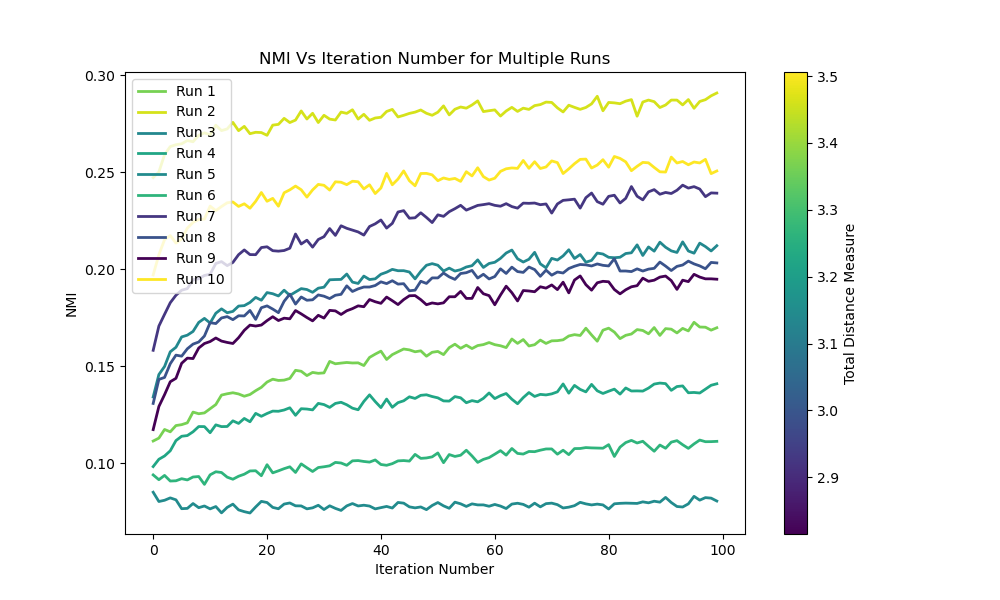 NMI Vs Iteration Number for Multiple Runs
NMI
0.30
0.25
0.20
0.15
0.10
Run 1
Run 2
Run 3
Run 4
Run 5
Run 6
Run 7
Run 8
Run 9
Run 10
0
20
40
60
80
100
Iteration Number
3.5
3.4
3.3
3.2
3.1
3.0
2.9
Total Distance Measure